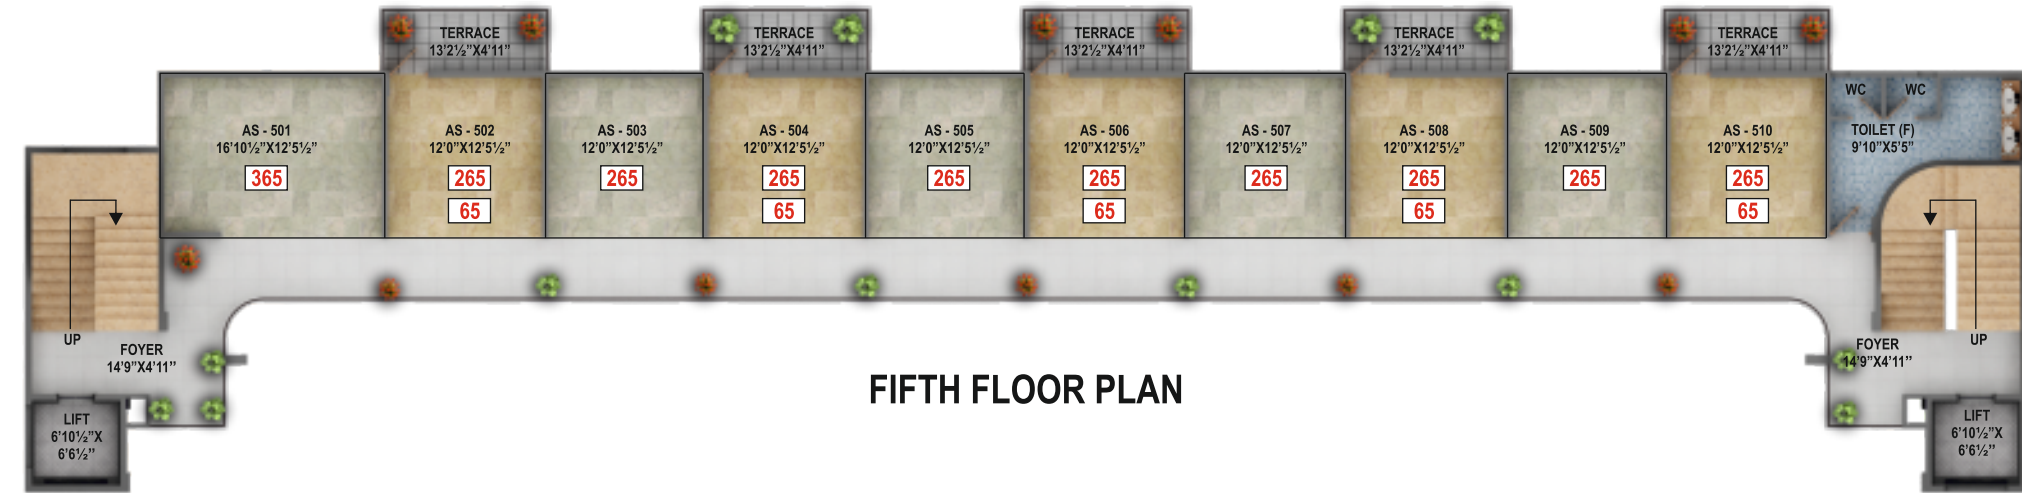 TERRACE
13’2½”X4’11”
TERRACE
13’2½”X4’11”
TERRACE
13’2½”X4’11”
TERRACE
13’2½”X4’11”
TERRACE
13’2½”X4’11”
AS - 501
16’10½”X12’5½”
365
AS - 502
12’0”X12’5½”
265
65
AS - 503
12’0”X12’5½”
265
AS - 504
12’0”X12’5½”
265
65
AS - 505
12’0”X12’5½”
265
AS - 506
12’0”X12’5½”
265
65
AS - 507
12’0”X12’5½”
265
AS - 508
12’0”X12’5½”
265
65
AS - 509
12’0”X12’5½”
265
AS - 510
12’0”X12’5½”
265
65
WC
WC
TOILET (F)
9’10”X5’5”
UP
FOYER
14’9”X4’11”
LIFT
6’10½”X
6’6½”
FIFTH FLOOR PLAN
FOYER
14’9”X4’11”
UP
LIFT
6’10½”X
6’6½”